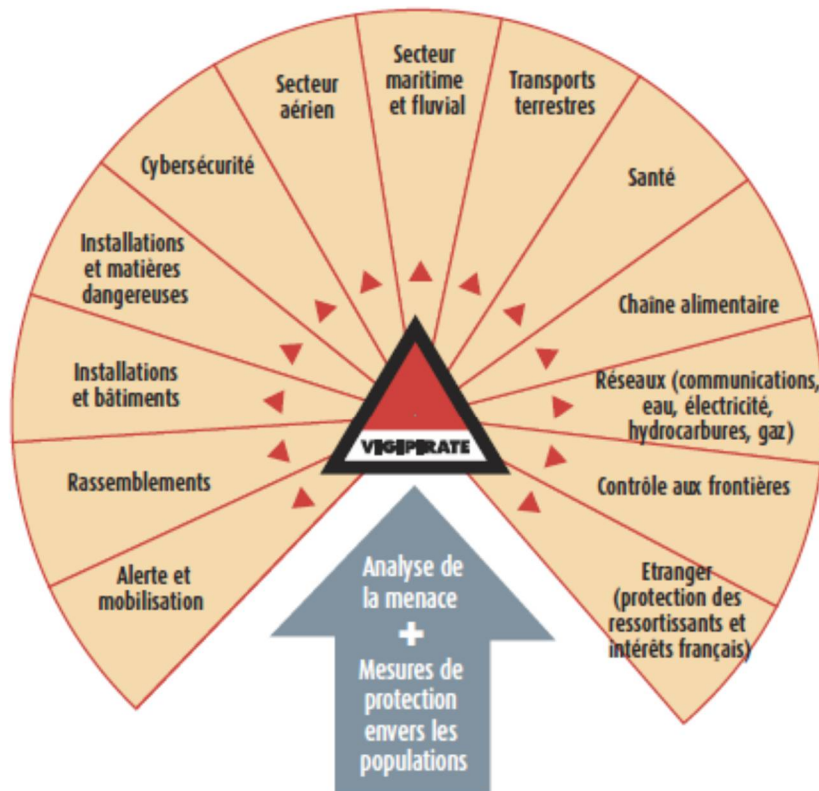 Secteur
aérien
Secteur
maritime
et fluvial
Transports
terrestres
Cybersécurité
Santé
Installations
et matières
dangereuses
Chaîne alimentaire
Installations
et bâtiments
Réseaux (communications,
eau, électricité,
hydrocarbures, gaz)
VIGIPIRATE
Rassemblements
Contrôle aux frontières
Alerte et
mobilisation
Etranger
(protection des
ressortissants et
intérêts français)
Analyse de
la menace
+
Mesures de
protection
envers les
populations